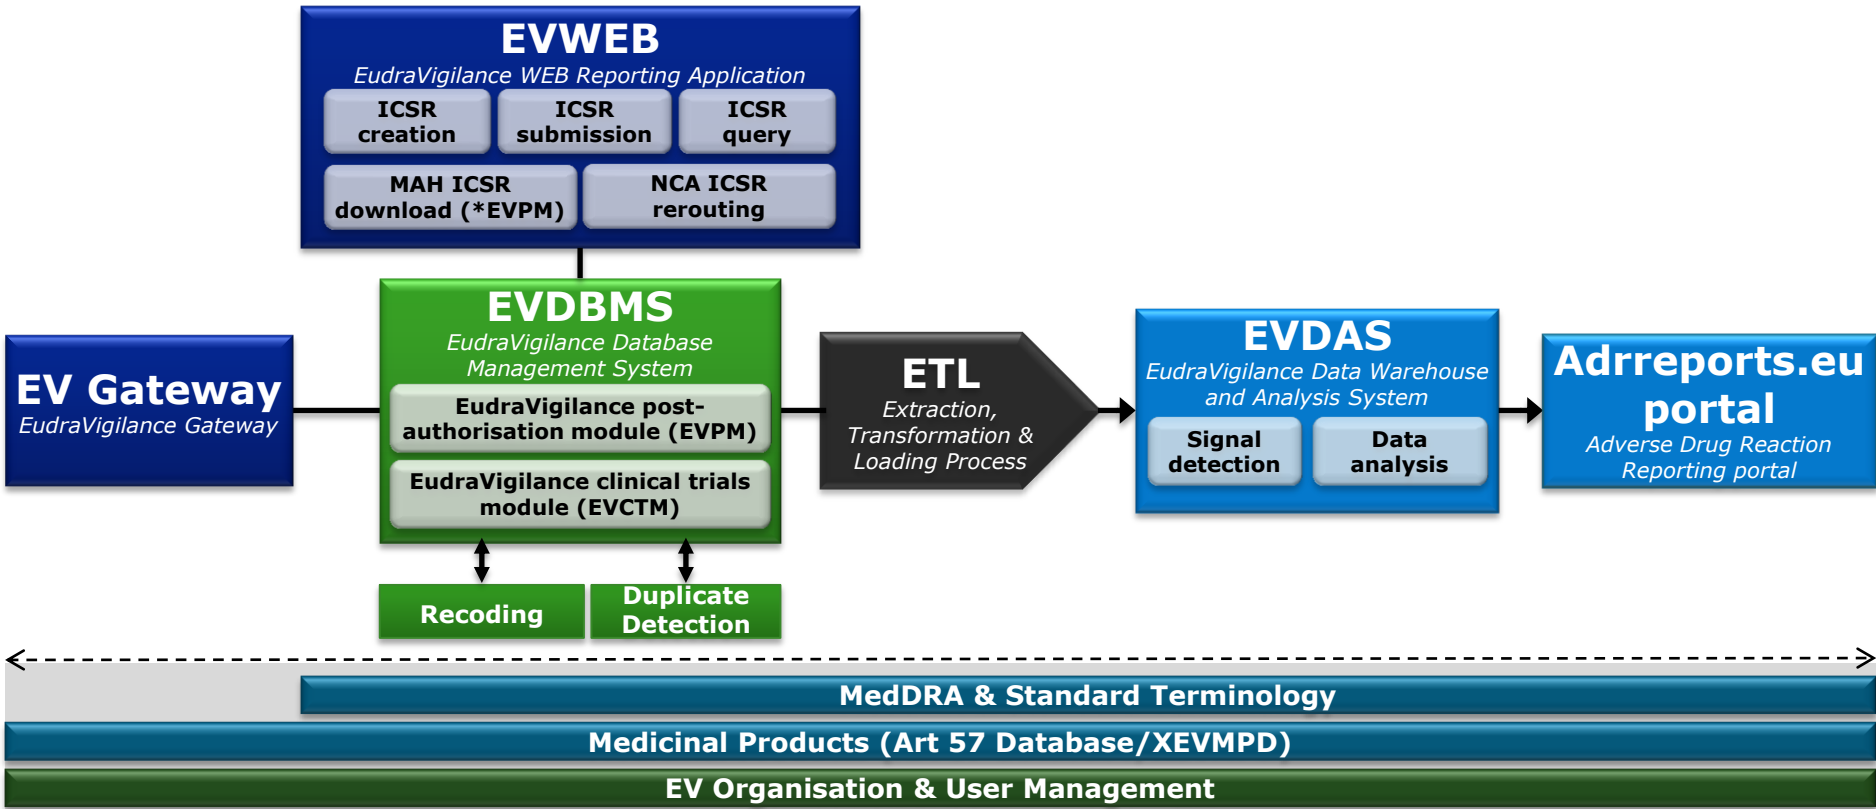 EVWEB
EudraVigilance WEB Reporting Application
ICSR
creation
ICSR
submission
ICSR
query
MAH ICSR
download (*EVPM)
NCA ICSR
rerouting
EV Gateway
EudraVigilance Gateway
EVDBMS
EudraVigilance Database
Management System
EudraVigilance post-
authorisation module (EVPM)
EudraVigilance clinical trials
module (EVCTM)
Recoding
Duplicate
Detection
ETL
Extraction,
Transformation &
Loading Process
EVDAS
EudraVigilance Data Warehouse
and Analysis System
Signal
detection
Data
analysis
Adrreports.eu
portal
Adverse Drug Reaction
Reporting portal
MedDRA & Standard Terminology
Medicinal Products (Art 57 Database/XEVMPD)
EV Organisation & User Management